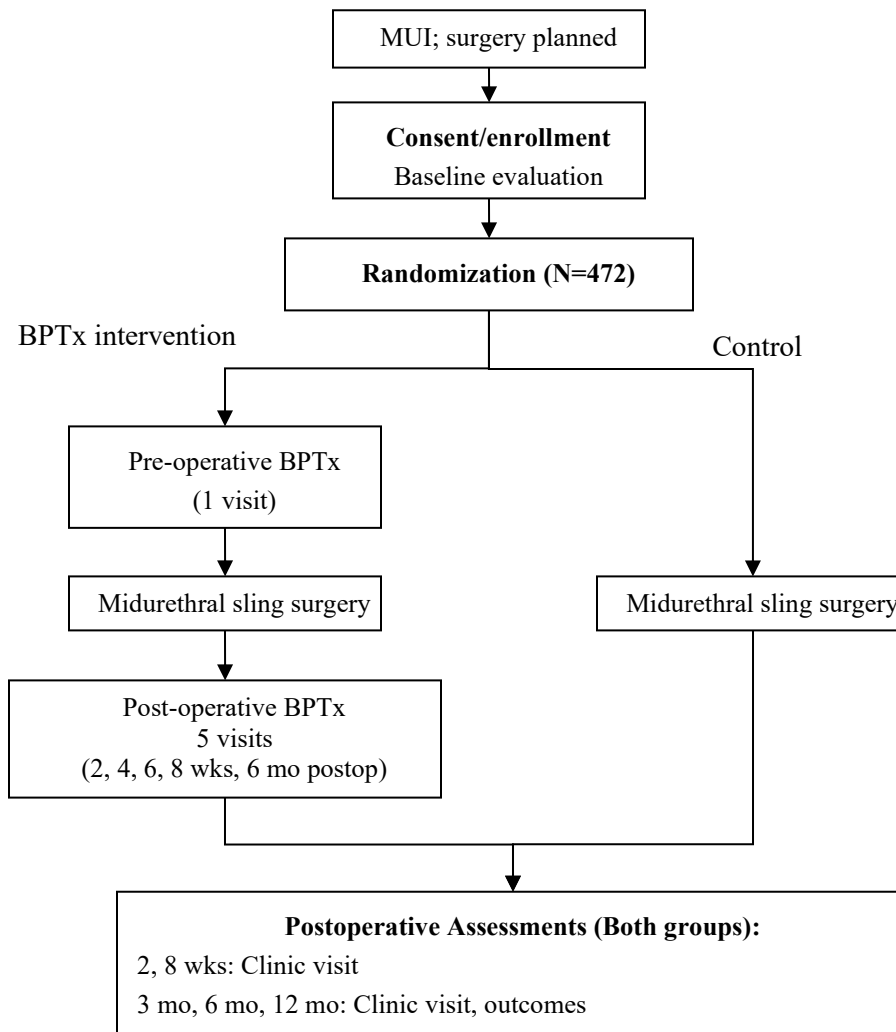 MUI; surgery planned
Consent/enrollment
Baseline evaluation
Randomization (N=472)
BPTx intervention
Control
Pre-operative BPTx
(1 visit)
Midurethral sling surgery
Midurethral sling surgery
Post-operative BPTx
5 visits
(2, 4, 6, 8 wks, 6 mo postop)
Postoperative Assessments (Both groups):
2, 8 wks: Clinic visit
3 mo, 6 mo, 12 mo: Clinic visit, outcomes